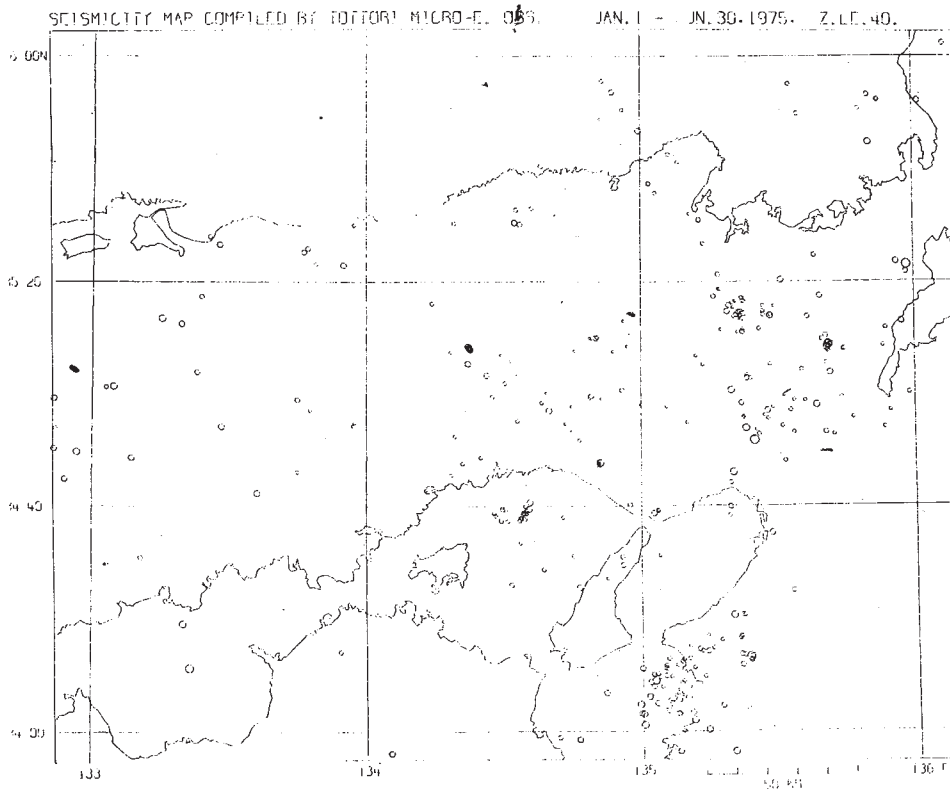 SEISMICITY MAP COMPILED BY TOTTORI MICRO-E. OBS. JAN.1 - JN.30.1975. Z.LE.40.
6 00N
35 20
34 40
34 00
133 134 135 136 E
50 KM